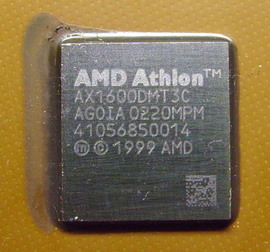 AMD Athlon™
AX1600DMT3C
AGOIA 0220MPM
41056850014
ⓜ © 1999 AMD